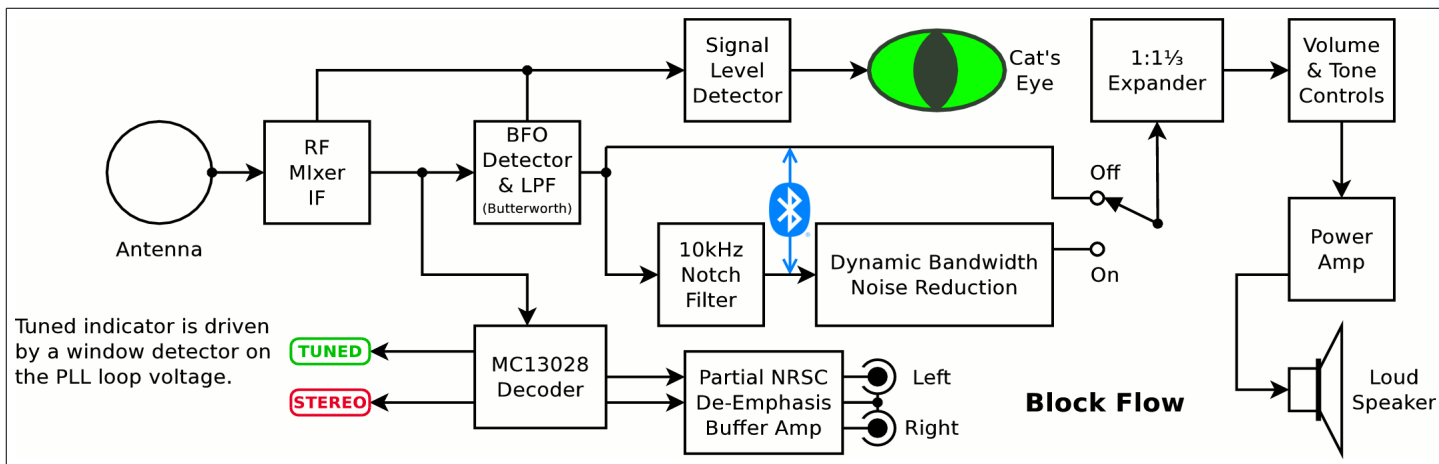 Signal
Level
Detector
Cat's
Eye
1:1⅓
Expander
Volume
& Tone
Controls
Antenna
RF
MIxer
IF
BFO
Detector
& LPF
(Butterworth)
Off
On
10kHz
Notch
Filter
Dynamic Bandwidth
Noise Reduction
Power
Amp
Tuned indicator is driven
by a window detector on
the PLL loop voltage.
TUNED
STEREO
MC13028
Decoder
Partial NRSC
De-Emphasis
Buffer Amp
Left
Right
Block Flow
Loud
Speaker